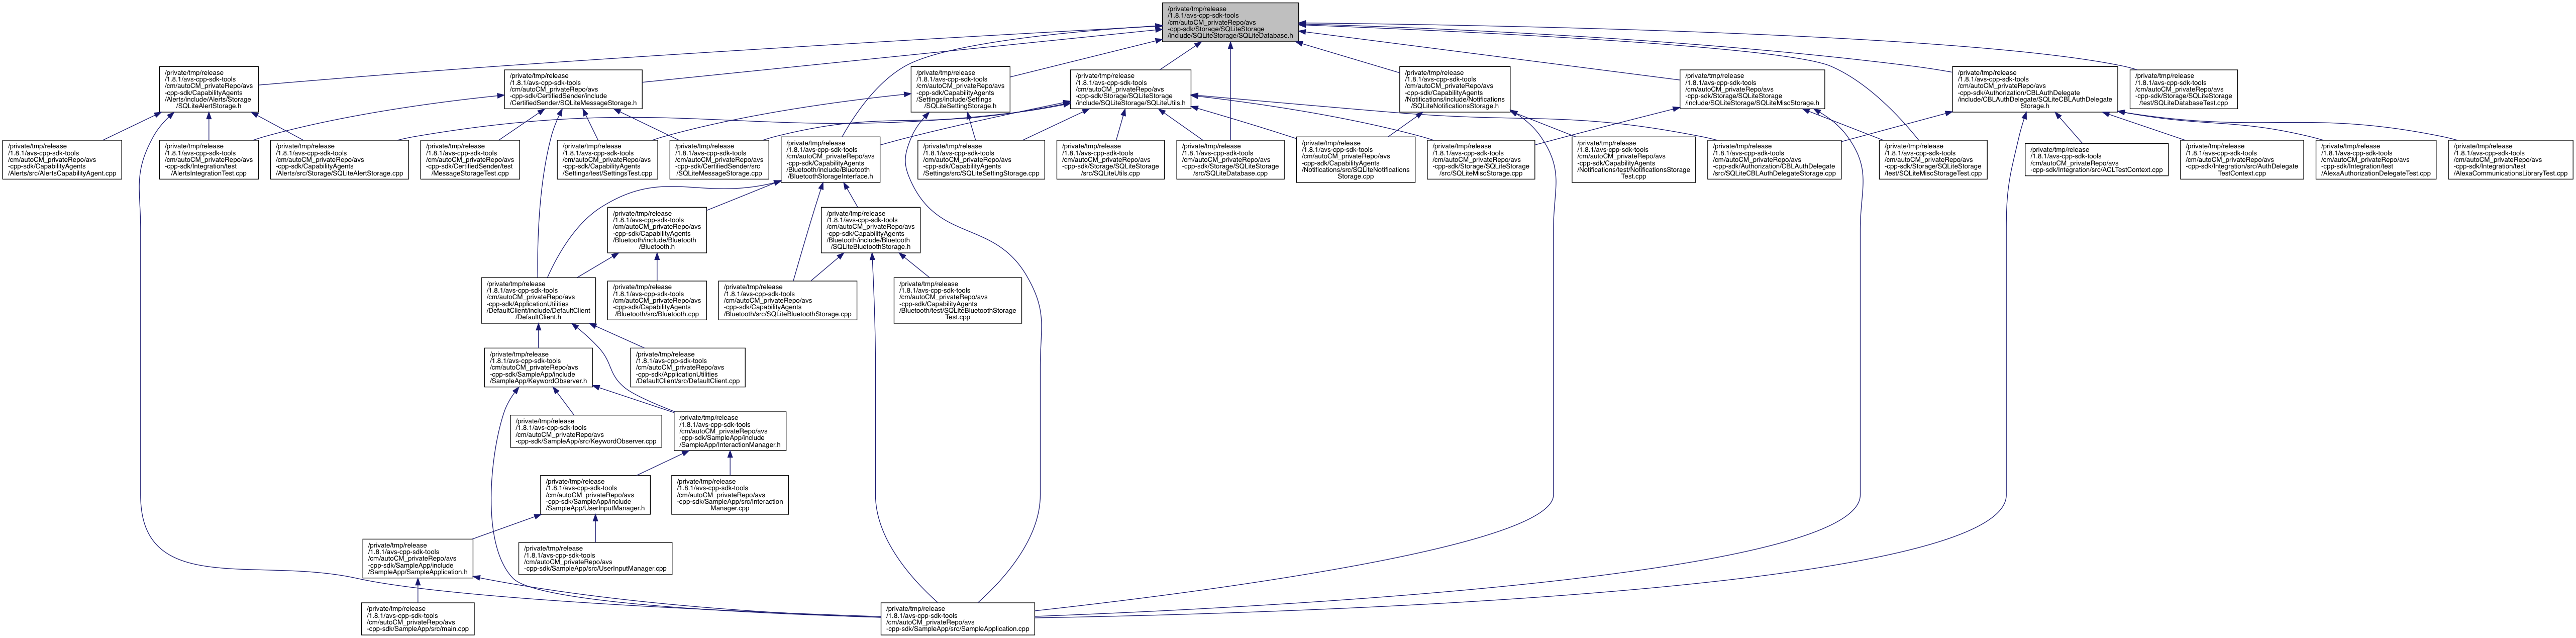 /private/tmp/release
/1.8.1/avs-cpp-sdk-tools
/cm/autoCM_privateRepo/avs
-cpp-sdk/Storage/SQLiteStorage
/include/SQLiteStorage/SQLiteDatabase.h
/private/tmp/release
/1.8.1/avs-cpp-sdk-tools
/cm/autoCM_privateRepo/avs
-cpp-sdk/CapabilityAgents
/Alerts/include/Alerts/Storage
/SQLiteAlertStorage.h
/private/tmp/release
/1.8.1/avs-cpp-sdk-tools
/cm/autoCM_privateRepo/avs
-cpp-sdk/CertifiedSender/include
/CertifiedSender/SQLiteMessageStorage.h
/private/tmp/release
/1.8.1/avs-cpp-sdk-tools
/cm/autoCM_privateRepo/avs
-cpp-sdk/CapabilityAgents
/Settings/include/Settings
/SQLiteSettingStorage.h
/private/tmp/release
/1.8.1/avs-cpp-sdk-tools
/cm/autoCM_privateRepo/avs
-cpp-sdk/Storage/SQLiteStorage
/include/SQLiteStorage/SQLiteUtils.h
/private/tmp/release
/1.8.1/avs-cpp-sdk-tools
/cm/autoCM_privateRepo/avs
-cpp-sdk/CapabilityAgents
/Notifications/include/Notifications
/SQLiteNotificationsStorage.h
/private/tmp/release
/1.8.1/avs-cpp-sdk-tools
/cm/autoCM_privateRepo/avs
-cpp-sdk/Storage/SQLiteStorage
/include/SQLiteStorage/SQLiteMiscStorage.h
/private/tmp/release
/1.8.1/avs-cpp-sdk-tools
/cm/autoCM_privateRepo/avs
-cpp-sdk/Authorization/CBLAuthDelegate
/include/CBLAuthDelegate/SQLiteCBLAuthDelegate
Storage.h
/private/tmp/release
/1.8.1/avs-cpp-sdk-tools
/cm/autoCM_privateRepo/avs
-cpp-sdk/Storage/SQLiteStorage
/test/SQLiteDatabaseTest.cpp
/private/tmp/release
/1.8.1/avs-cpp-sdk-tools
/cm/autoCM_privateRepo/avs
-cpp-sdk/CapabilityAgents
/Alerts/src/AlertsCapabilityAgent.cpp
/private/tmp/release
/1.8.1/avs-cpp-sdk-tools
/cm/autoCM_privateRepo/avs
-cpp-sdk/Integration/test
/AlertsIntegrationTest.cpp
/private/tmp/release
/1.8.1/avs-cpp-sdk-tools
/cm/autoCM_privateRepo/avs
-cpp-sdk/CapabilityAgents
/Alerts/src/Storage/SQLiteAlertStorage.cpp
/private/tmp/release
/1.8.1/avs-cpp-sdk-tools
/cm/autoCM_privateRepo/avs
-cpp-sdk/CertifiedSender/test
/MessageStorageTest.cpp
/private/tmp/release
/1.8.1/avs-cpp-sdk-tools
/cm/autoCM_privateRepo/avs
-cpp-sdk/CapabilityAgents
/Settings/test/SettingsTest.cpp
/private/tmp/release
/1.8.1/avs-cpp-sdk-tools
/cm/autoCM_privateRepo/avs
-cpp-sdk/CertifiedSender/src
/SQLiteMessageStorage.cpp
/private/tmp/release
/1.8.1/avs-cpp-sdk-tools
/cm/autoCM_privateRepo/avs
-cpp-sdk/CapabilityAgents
/Bluetooth/include/Bluetooth
/BluetoothStorageInterface.h
/private/tmp/release
/1.8.1/avs-cpp-sdk-tools
/cm/autoCM_privateRepo/avs
-cpp-sdk/CapabilityAgents
/Settings/src/SQLiteSettingStorage.cpp
/private/tmp/release
/1.8.1/avs-cpp-sdk-tools
/cm/autoCM_privateRepo/avs
-cpp-sdk/Storage/SQLiteStorage
/src/SQLiteUtils.cpp
/private/tmp/release
/1.8.1/avs-cpp-sdk-tools
/cm/autoCM_privateRepo/avs
-cpp-sdk/Storage/SQLiteStorage
/src/SQLiteDatabase.cpp
/private/tmp/release
/1.8.1/avs-cpp-sdk-tools
/cm/autoCM_privateRepo/avs
-cpp-sdk/CapabilityAgents
/Notifications/src/SQLiteNotifications
Storage.cpp
/private/tmp/release
/1.8.1/avs-cpp-sdk-tools
/cm/autoCM_privateRepo/avs
-cpp-sdk/Storage/SQLiteStorage
/src/SQLiteMiscStorage.cpp
/private/tmp/release
/1.8.1/avs-cpp-sdk-tools
/cm/autoCM_privateRepo/avs
-cpp-sdk/CapabilityAgents
/Notifications/test/NotificationsStorage
Test.cpp
/private/tmp/release
/1.8.1/avs-cpp-sdk-tools
/cm/autoCM_privateRepo/avs
-cpp-sdk/Authorization/CBLAuthDelegate
/src/SQLiteCBLAuthDelegateStorage.cpp
/private/tmp/release
/1.8.1/avs-cpp-sdk-tools
/cm/autoCM_privateRepo/avs
-cpp-sdk/Storage/SQLiteStorage
/test/SQLiteMiscStorageTest.cpp
/private/tmp/release
/1.8.1/avs-cpp-sdk-tools
/cm/autoCM_privateRepo/avs
-cpp-sdk/Integration/src/ACLTestContext.cpp
/private/tmp/release
/1.8.1/avs-cpp-sdk-tools
/cm/autoCM_privateRepo/avs
-cpp-sdk/Integration/src/AuthDelegate
TestContext.cpp
/private/tmp/release
/1.8.1/avs-cpp-sdk-tools
/cm/autoCM_privateRepo/avs
-cpp-sdk/Integration/test
/AlexaAuthorizationDelegateTest.cpp
/private/tmp/release
/1.8.1/avs-cpp-sdk-tools
/cm/autoCM_privateRepo/avs
-cpp-sdk/Integration/test
/AlexaCommunicationsLibraryTest.cpp
/private/tmp/release
/1.8.1/avs-cpp-sdk-tools
/cm/autoCM_privateRepo/avs
-cpp-sdk/CapabilityAgents
/Bluetooth/include/Bluetooth
/Bluetooth.h
/private/tmp/release
/1.8.1/avs-cpp-sdk-tools
/cm/autoCM_privateRepo/avs
-cpp-sdk/CapabilityAgents
/Bluetooth/include/Bluetooth
/SQLiteBluetoothStorage.h
/private/tmp/release
/1.8.1/avs-cpp-sdk-tools
/cm/autoCM_privateRepo/avs
-cpp-sdk/ApplicationUtilities
/DefaultClient/include/DefaultClient
/DefaultClient.h
/private/tmp/release
/1.8.1/avs-cpp-sdk-tools
/cm/autoCM_privateRepo/avs
-cpp-sdk/CapabilityAgents
/Bluetooth/src/Bluetooth.cpp
/private/tmp/release
/1.8.1/avs-cpp-sdk-tools
/cm/autoCM_privateRepo/avs
-cpp-sdk/CapabilityAgents
/Bluetooth/src/SQLiteBluetoothStorage.cpp
/private/tmp/release
/1.8.1/avs-cpp-sdk-tools
/cm/autoCM_privateRepo/avs
-cpp-sdk/CapabilityAgents
/Bluetooth/test/SQLiteBluetoothStorage
Test.cpp
/private/tmp/release
/1.8.1/avs-cpp-sdk-tools
/cm/autoCM_privateRepo/avs
-cpp-sdk/SampleApp/include
/SampleApp/KeywordObserver.h
/private/tmp/release
/1.8.1/avs-cpp-sdk-tools
/cm/autoCM_privateRepo/avs
-cpp-sdk/ApplicationUtilities
/DefaultClient/src/DefaultClient.cpp
/private/tmp/release
/1.8.1/avs-cpp-sdk-tools
/cm/autoCM_privateRepo/avs
-cpp-sdk/SampleApp/src/KeywordObserver.cpp
/private/tmp/release
/1.8.1/avs-cpp-sdk-tools
/cm/autoCM_privateRepo/avs
-cpp-sdk/SampleApp/include
/SampleApp/InteractionManager.h
/private/tmp/release
/1.8.1/avs-cpp-sdk-tools
/cm/autoCM_privateRepo/avs
-cpp-sdk/SampleApp/include
/SampleApp/UserInputManager.h
/private/tmp/release
/1.8.1/avs-cpp-sdk-tools
/cm/autoCM_privateRepo/avs
-cpp-sdk/SampleApp/src/Interaction
Manager.cpp
/private/tmp/release
/1.8.1/avs-cpp-sdk-tools
/cm/autoCM_privateRepo/avs
-cpp-sdk/SampleApp/include
/SampleApp/SampleApplication.h
/private/tmp/release
/1.8.1/avs-cpp-sdk-tools
/cm/autoCM_privateRepo/avs
-cpp-sdk/SampleApp/src/UserInputManager.cpp
/private/tmp/release
/1.8.1/avs-cpp-sdk-tools
/cm/autoCM_privateRepo/avs
-cpp-sdk/SampleApp/src/main.cpp
/private/tmp/release
/1.8.1/avs-cpp-sdk-tools
/cm/autoCM_privateRepo/avs
-cpp-sdk/SampleApp/src/SampleApplication.cpp